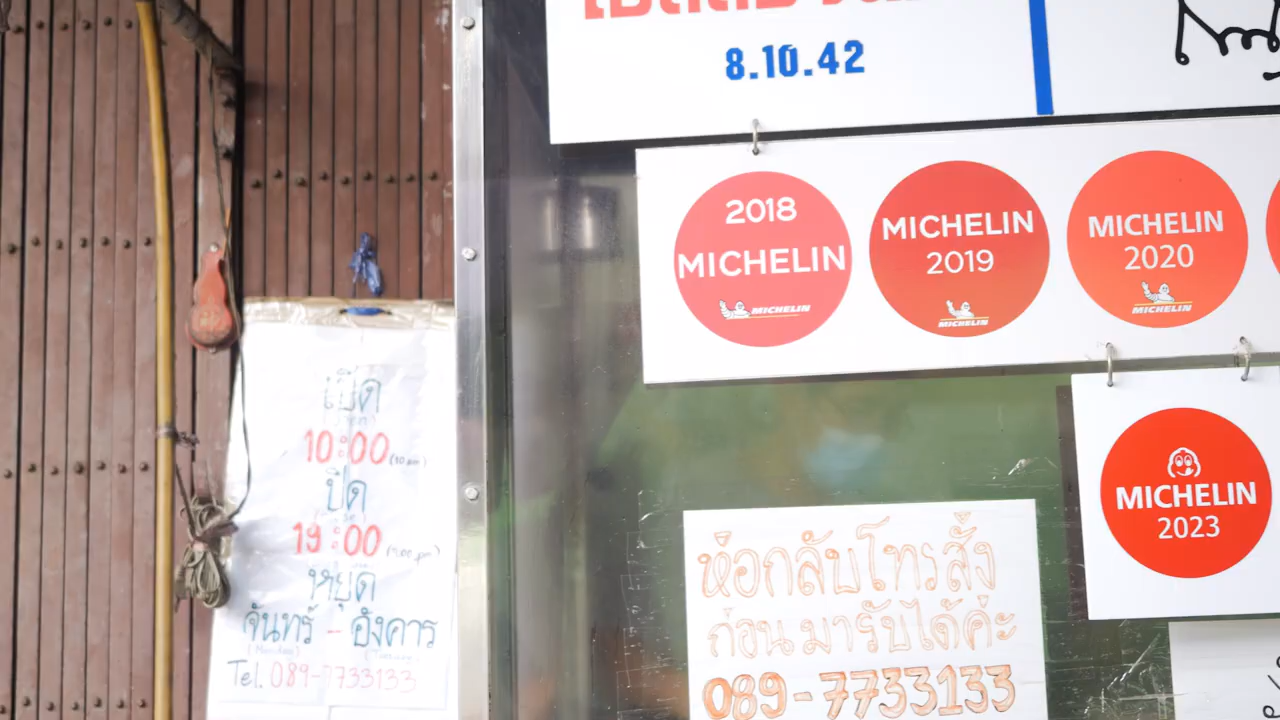 8.10.42
2018
MICHELIN
MICHELIN
MICHELIN
2019
MICHELIN
MICHELIN
2020
MICHELIN
MICHELIN
2023
เปิด
10:00
ปิด
19:00
หยุด
จันทร์ - อังคาร
Tel. 089-7733133
ห่อกลับโทรสั่ง
ก่อนมารับได้ค่ะ
089-7733133